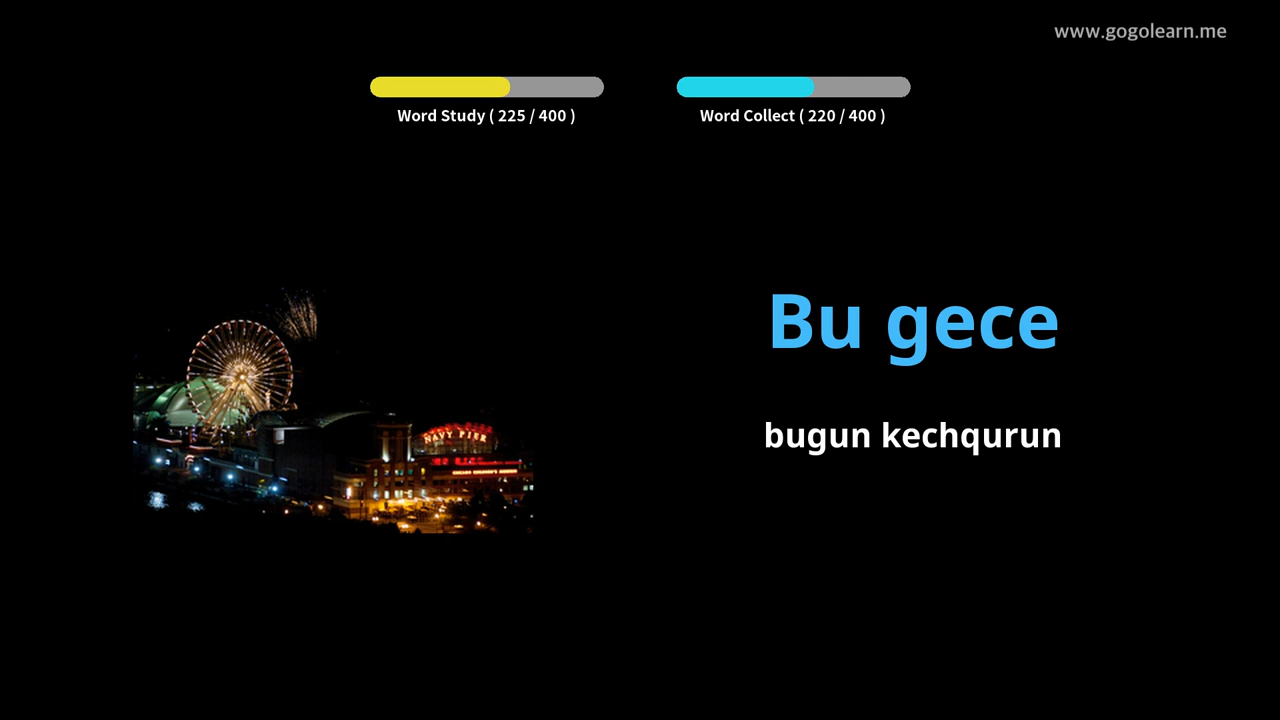 www.gogolearn.me
Word Study ( 225 / 400 )
Word Collect ( 220 / 400 )
Bu gece
bugun kechqurun
NAVY PIER